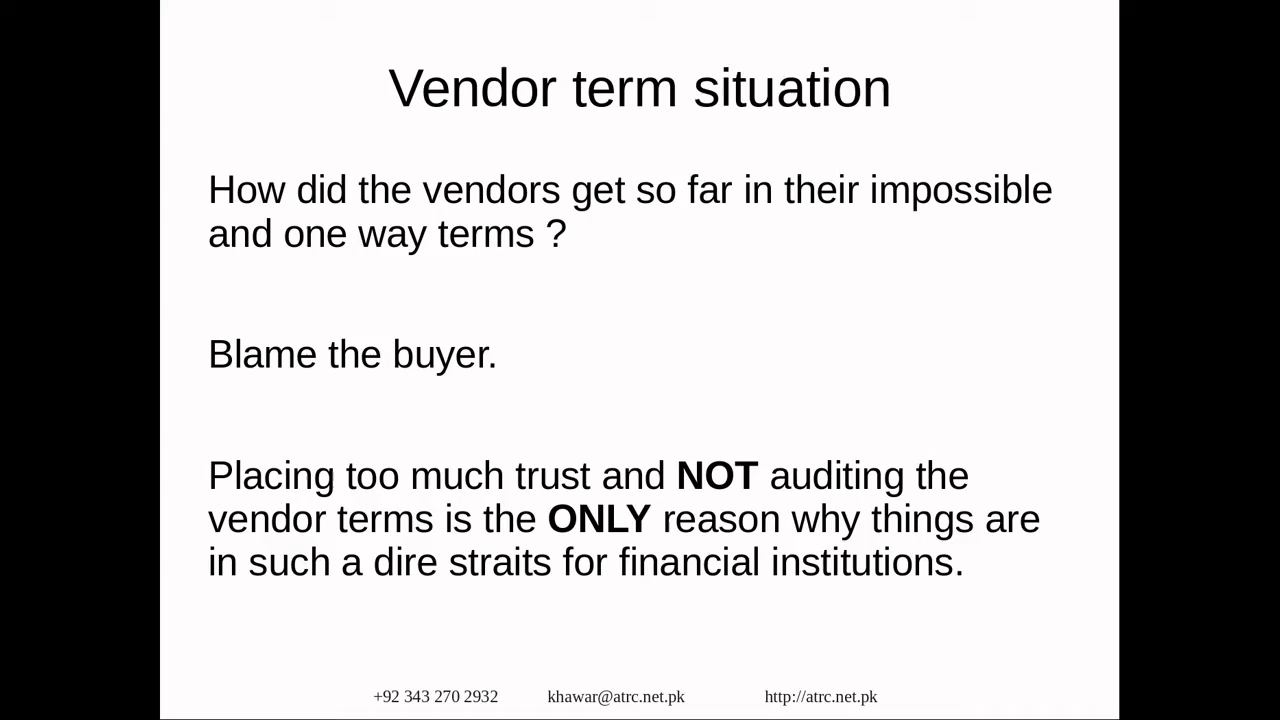 Vendor term situation
How did the vendors get so far in their impossible
and one way terms ?
Blame the buyer.
Placing too much trust and NOT auditing the
vendor terms is the ONLY reason why things are
in such a dire straits for financial institutions.
+92 343 270 2932 khawar@atrc.net.pk http://atrc.net.pk